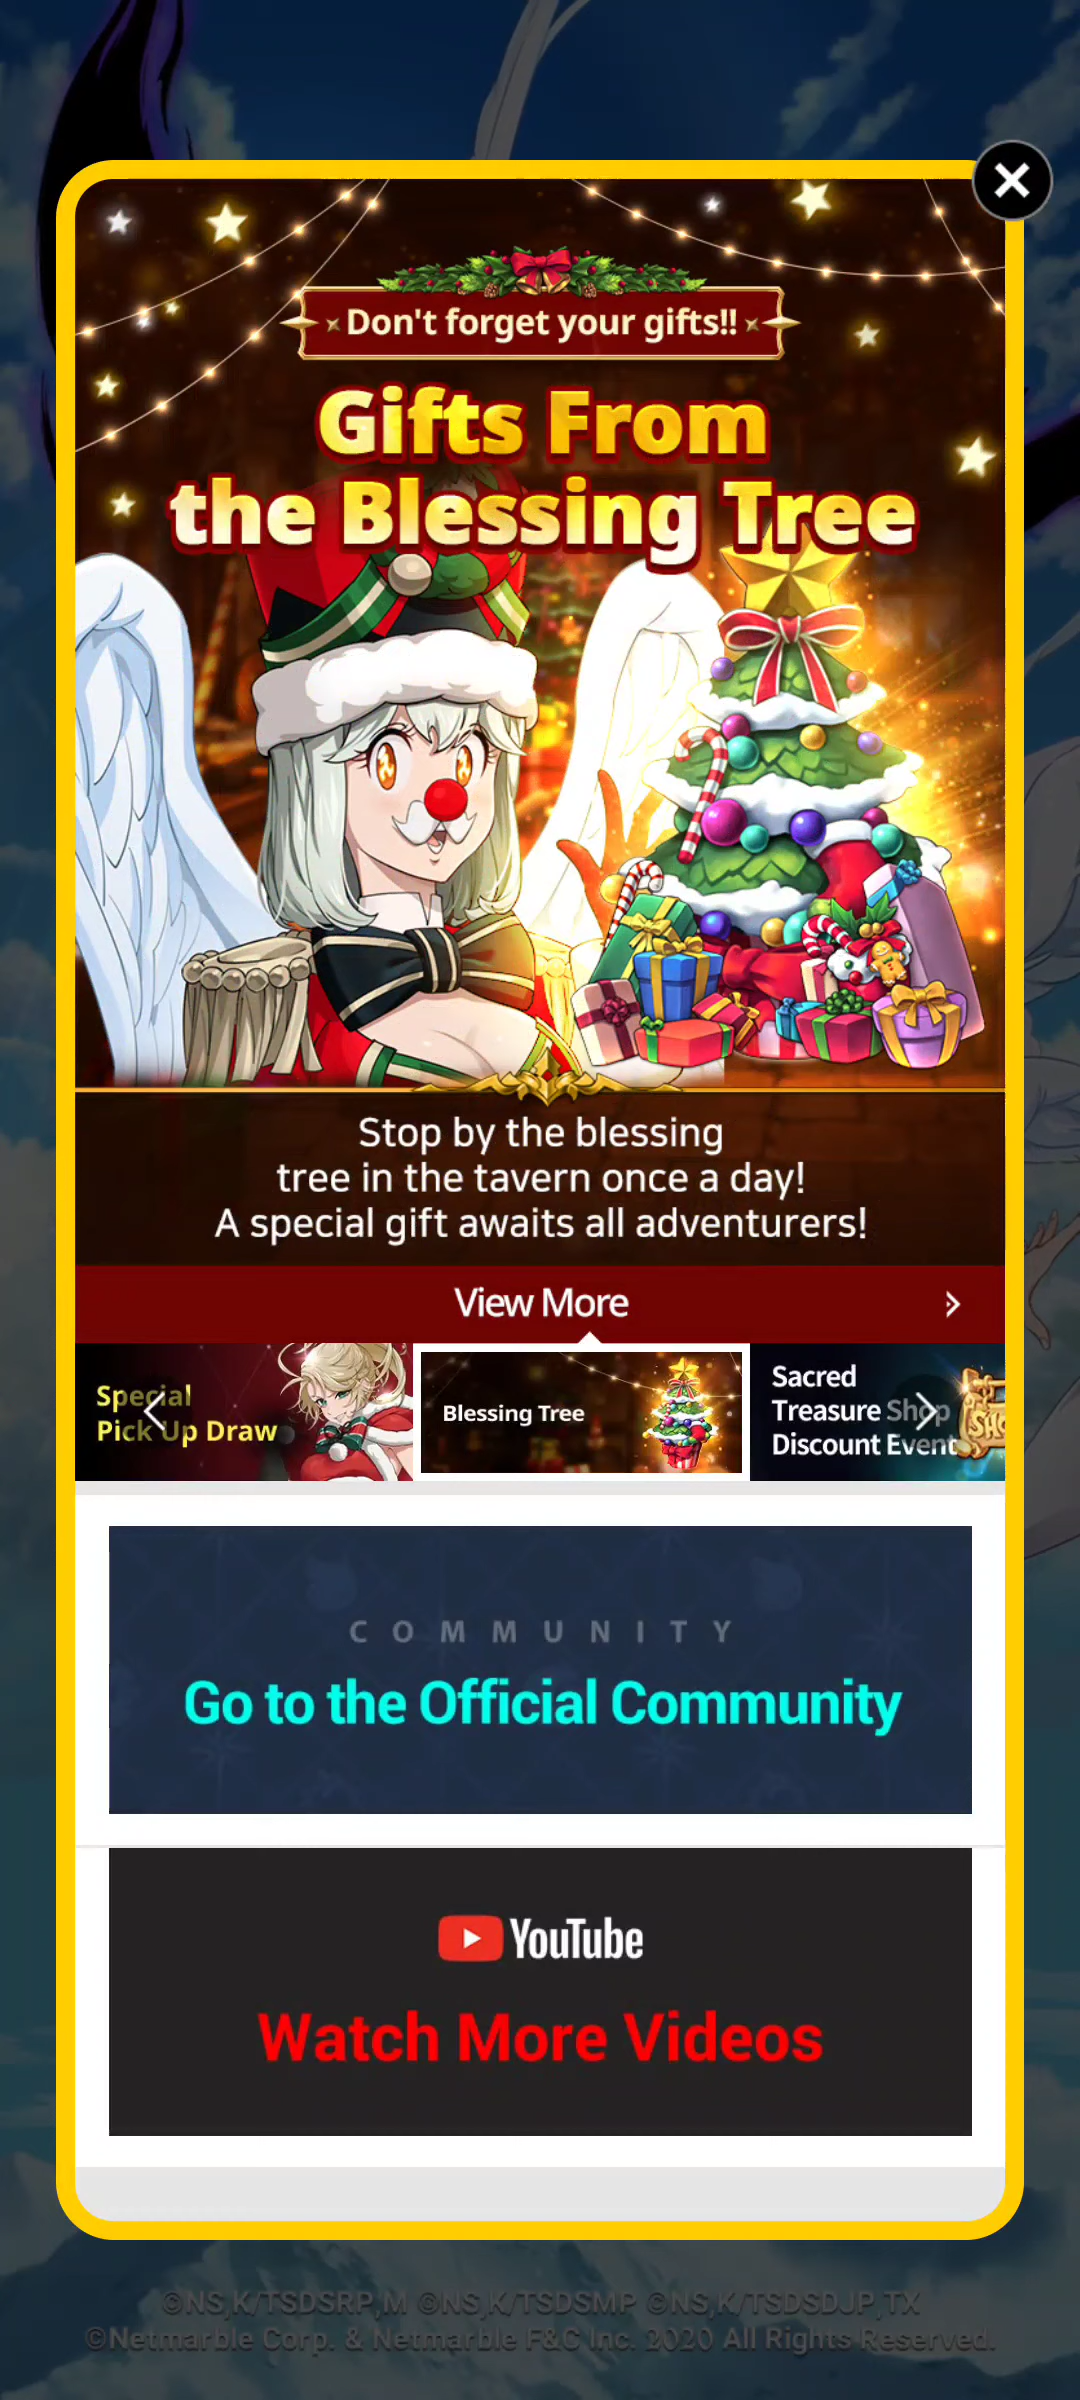 Don't forget your gifts!!
Gifts From
the Blessing Tree
Stop by the blessing
tree in the tavern once a day!
A special gift awaits all adventurers!
View More
Special
Pick Up Draw
Blessing Tree
Sacred
Treasure Shop
Discount Event
SHO
COMMUNITY
Go to the Official Community
YouTube
Watch More Videos
©NS,K/TSDSRP,M ©NS,K/TSDSMP ©NS,K/TSDSDJP,TX
©Netmarble Corp. & Netmarble F&C Inc. 2020 All Rights Reserved.